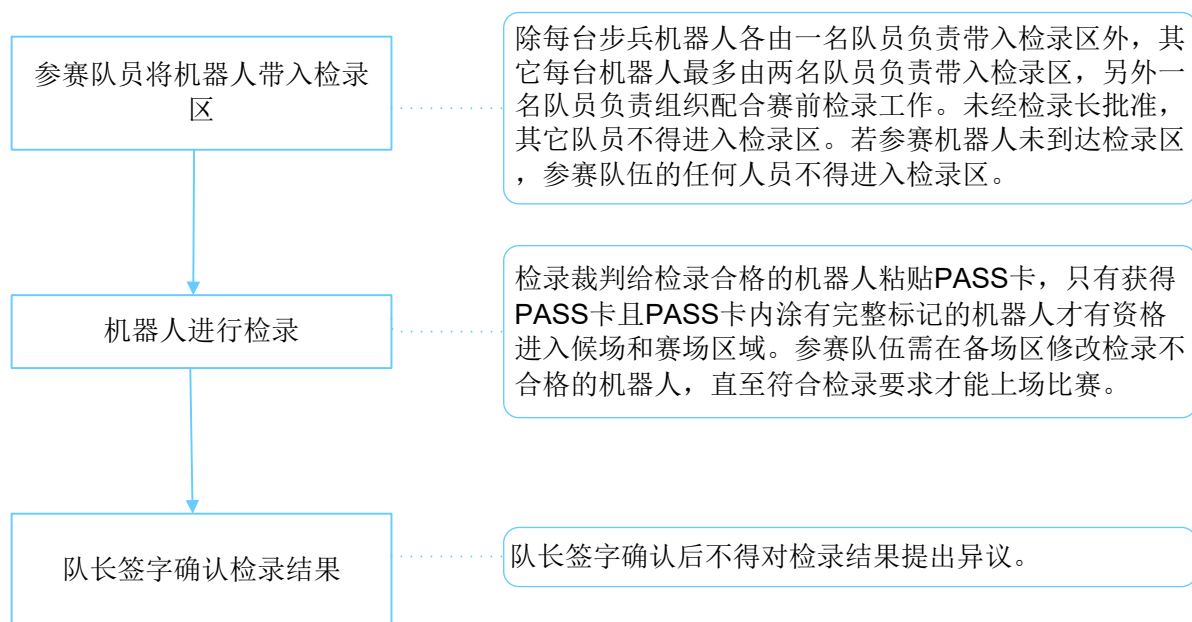 参赛队员将机器人带入检录
区
除每台步兵机器人各由一名队员负责带入检录区外，其
它每台机器人最多由两名队员负责带入检录区，另外一
名队员负责组织配合赛前检录工作。未经检录长批准，
其它队员不得进入检录区。若参赛机器人未到达检录区
，参赛队伍的任何人员不得进入检录区。
机器人进行检录
检录裁判给检录合格的机器人粘贴PASS卡，只有获得
PASS卡且PASS卡内涂有完整标记的机器人才有资格
进入候场和赛场区域。参赛队伍需在备场区修改检录不
合格的机器人，直至符合检录要求才能上场比赛。
队长签字确认检录结果
队长签字确认后不得对检录结果提出异议。